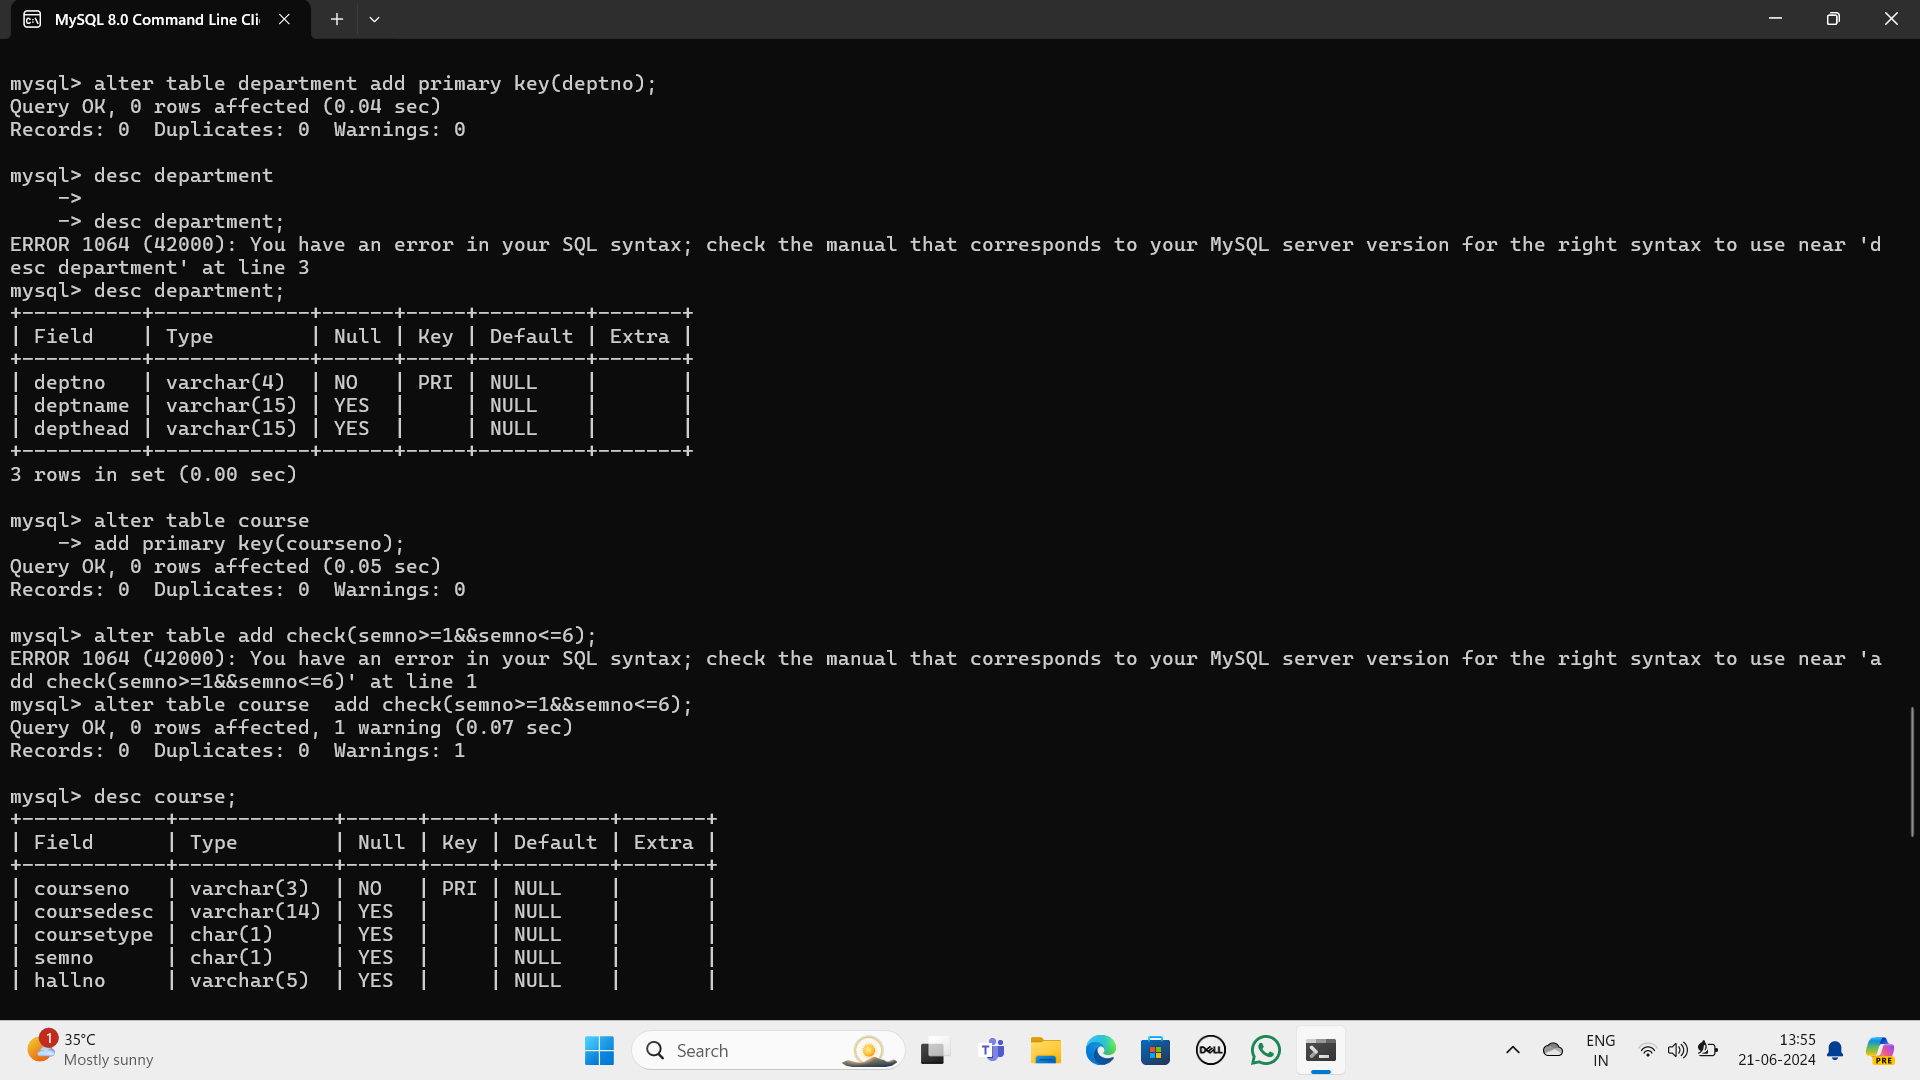 MySQL 8.0 Command Line Cli
mysql> alter table department add primary key(deptno);
Query OK, 0 rows affected (0.04 sec)
Records: 0  Duplicates: 0  Warnings: 0
mysql> desc department
    ->
    -> desc department;
ERROR 1064 (42000): You have an error in your SQL syntax; check the manual that corresponds to your MySQL server version for the right syntax to use near 'd
esc department' at line 3
mysql> desc department;
+----------+-------------+------+-----+---------+-------+
| Field    | Type        | Null | Key | Default | Extra |
+----------+-------------+------+-----+---------+-------+
| deptno   | varchar(4)  | NO   | PRI | NULL    |       |
| deptname | varchar(15) | YES  |     | NULL    |       |
| depthead | varchar(15) | YES  |     | NULL    |       |
+----------+-------------+------+-----+---------+-------+
3 rows in set (0.00 sec)
mysql> alter table course
    -> add primary key(courseno);
Query OK, 0 rows affected (0.05 sec)
Records: 0  Duplicates: 0  Warnings: 0
mysql> alter table add check(semno>=1&&semno<=6);
ERROR 1064 (42000): You have an error in your SQL syntax; check the manual that corresponds to your MySQL server version for the right syntax to use near 'a
dd check(semno>=1&&semno<=6)' at line 1
mysql> alter table course  add check(semno>=1&&semno<=6);
Query OK, 0 rows affected, 1 warning (0.07 sec)
Records: 0  Duplicates: 0  Warnings: 1
mysql> desc course;
+------------+-------------+------+-----+---------+-------+
| Field      | Type        | Null | Key | Default | Extra |
+------------+-------------+------+-----+---------+-------+
| courseno   | varchar(3)  | NO   | PRI | NULL    |       |
| coursedesc | varchar(14) | YES  |     | NULL    |       |
| coursetype | char(1)     | YES  |     | NULL    |       |
| semno      | char(1)     | YES  |     | NULL    |       |
| hallno     | varchar(5)  | YES  |     | NULL    |       |
1
35°C
Mostly sunny
Search
DELL
ENG
IN
13:55
21-06-2024
PRE